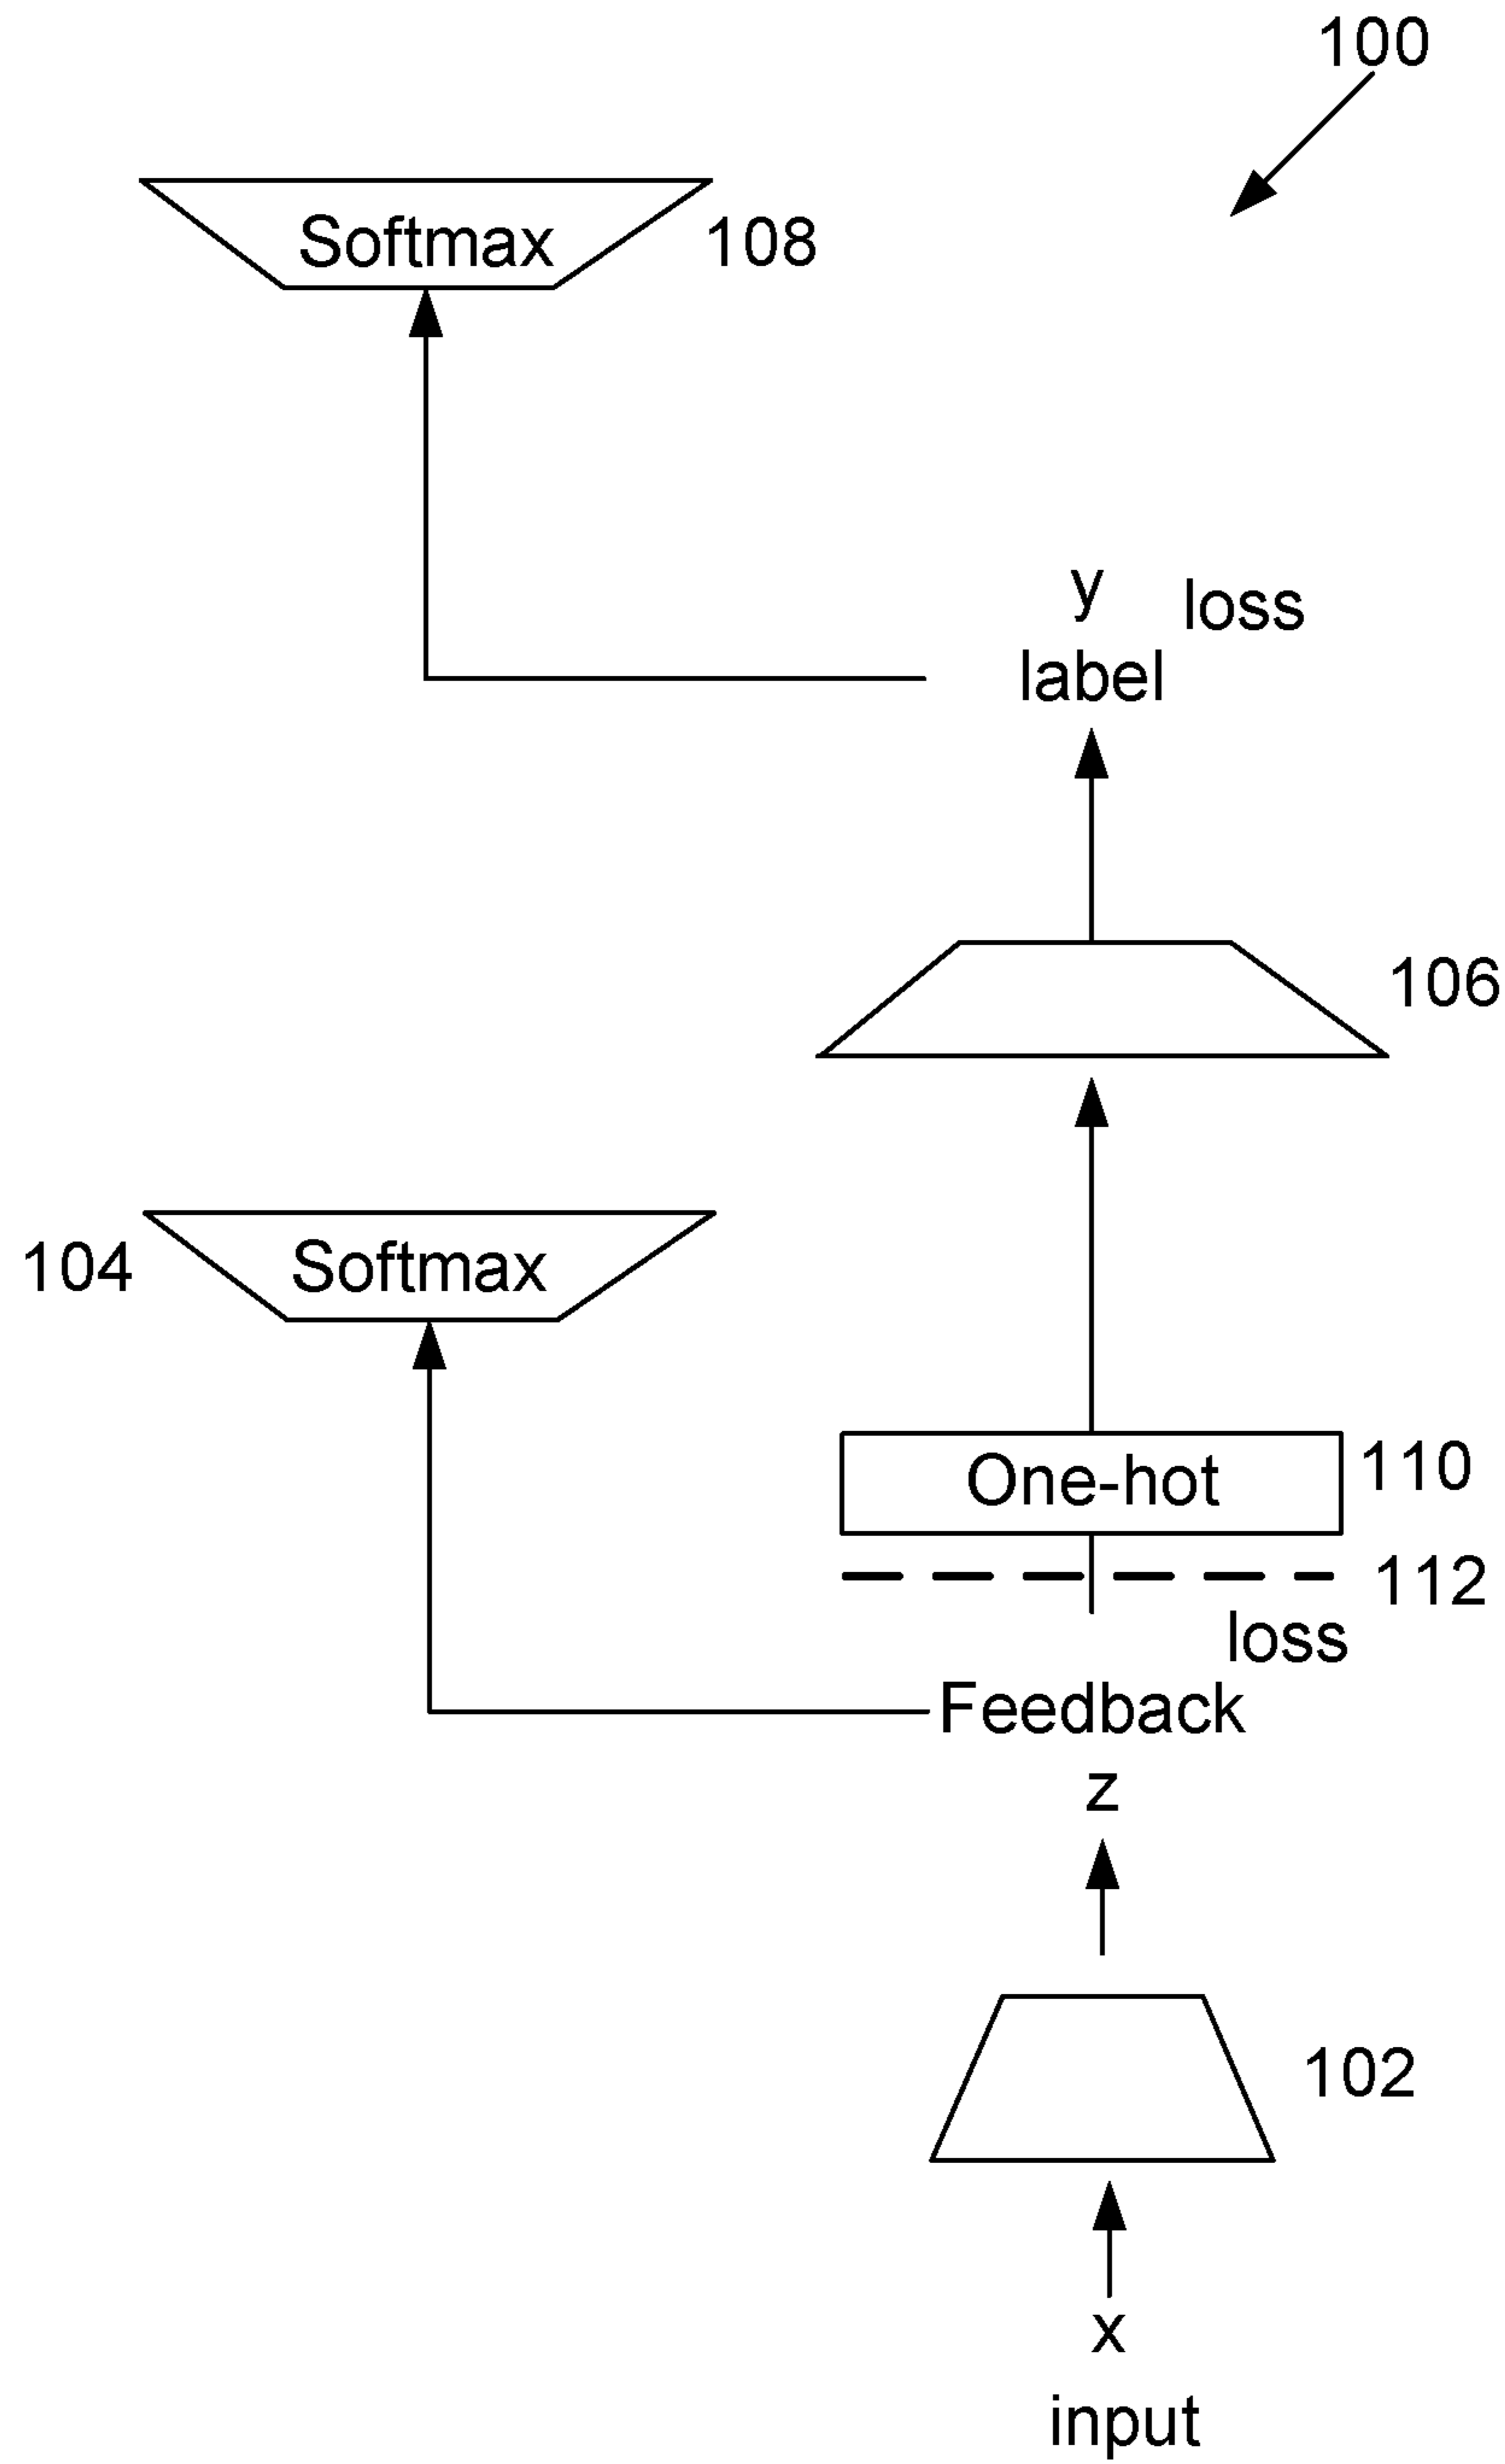 100
Softmax 108
y loss
label
106
104 Softmax
One-hot 110
112
loss
Feedback
z
102
x
input